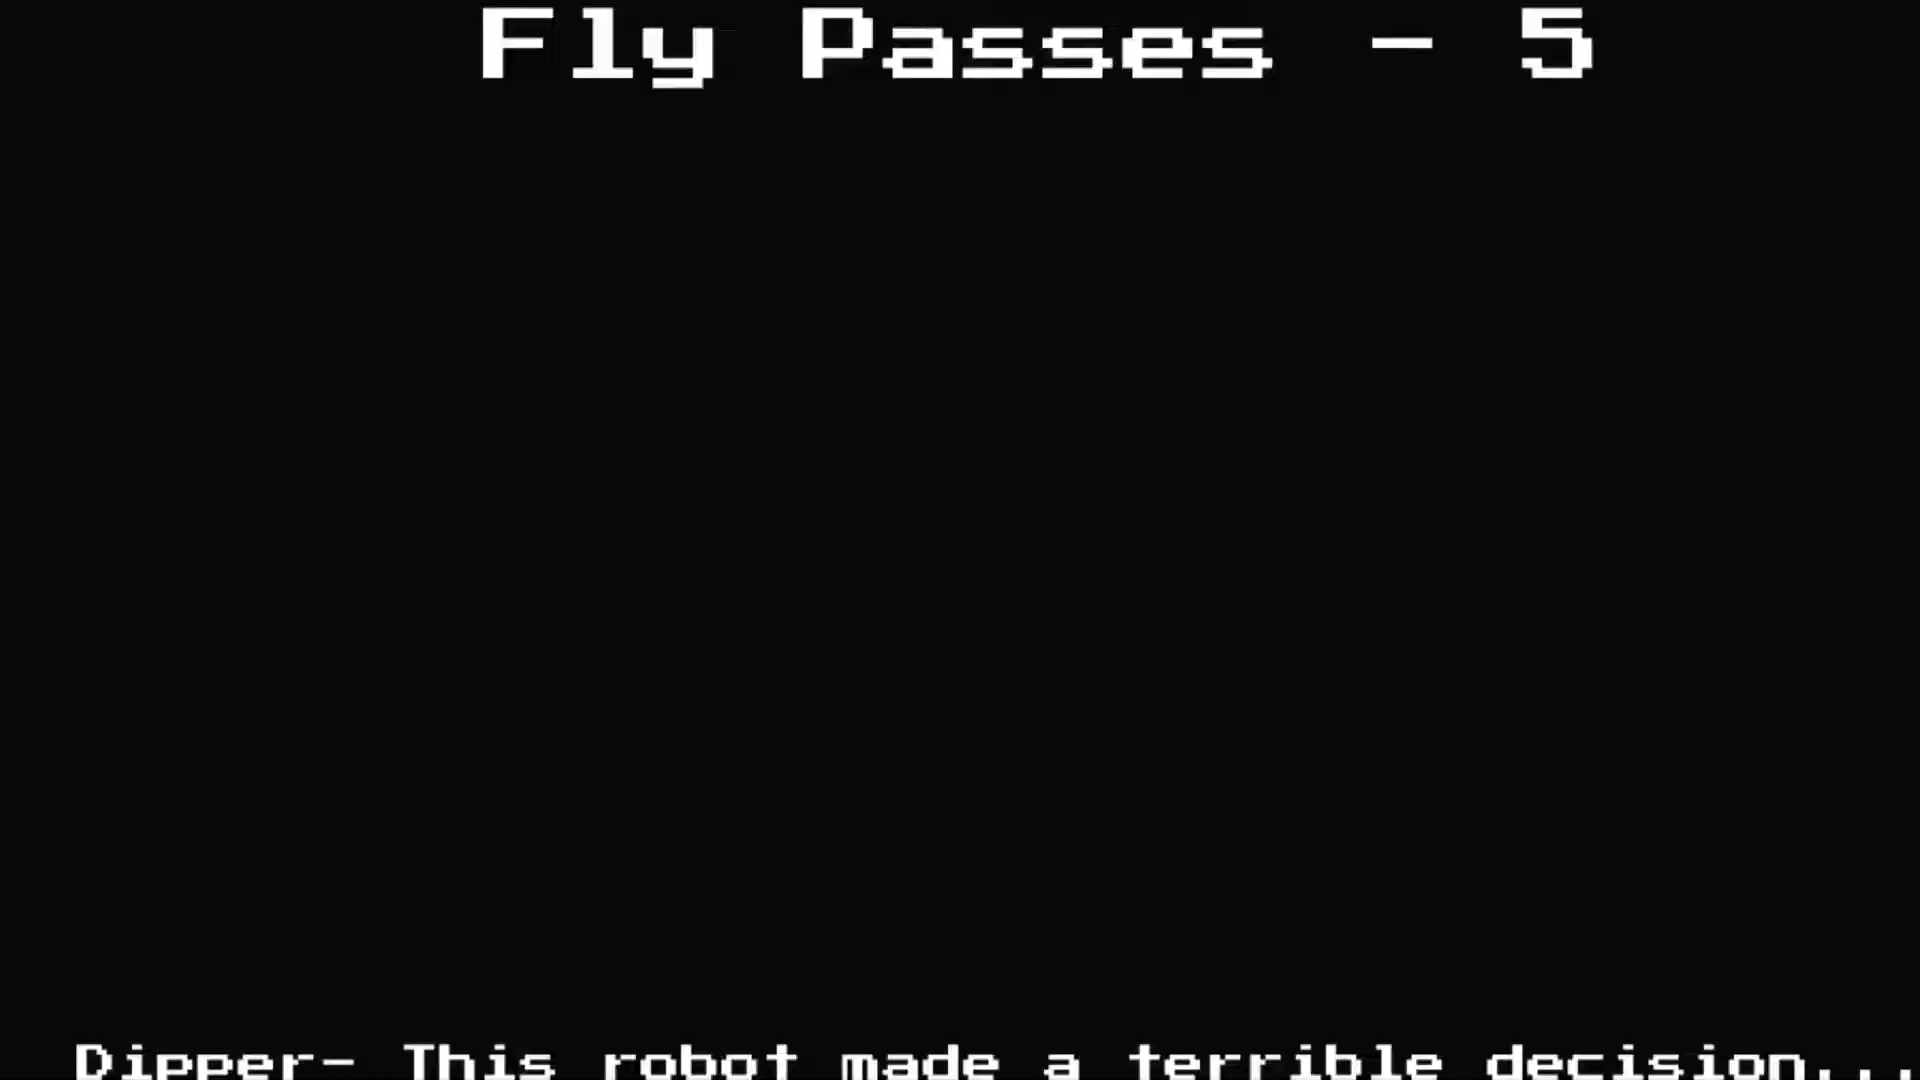 Fly Passes - 5
Dipper- This robot made a terrible decision...